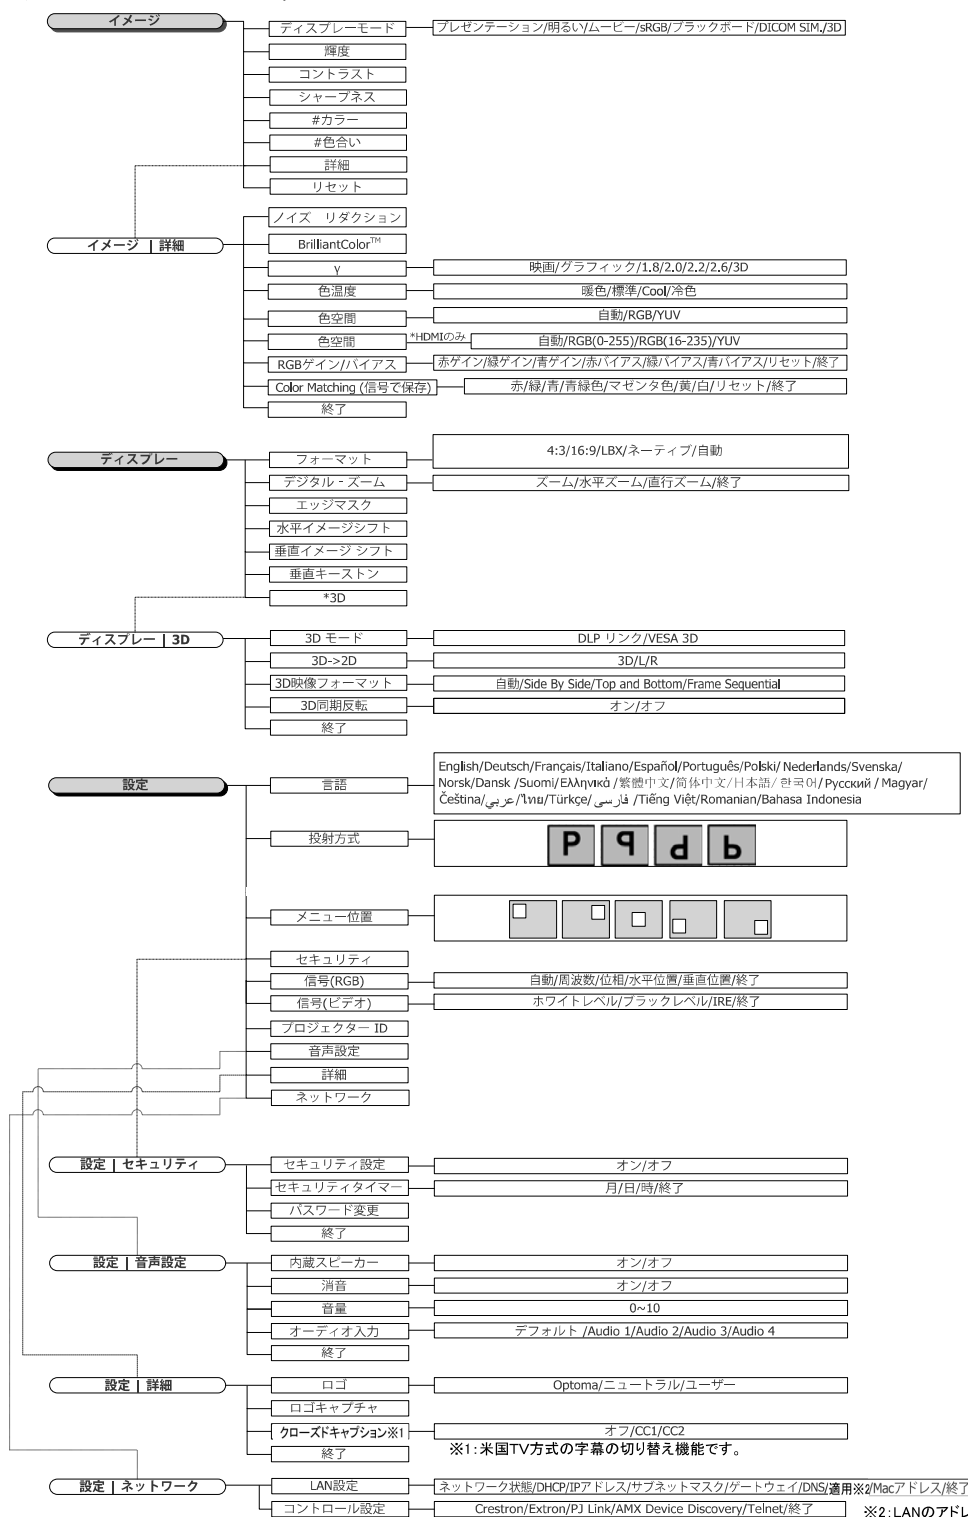 イメージ
ディスプレーモード プレゼンテーション/明るい/ムービー/sRGB/ブラックボード/DICOM SIM./3D
輝度
コントラスト
シャープネス
#カラー
#色合い
詳細
リセット
ノイズ リダクション
イメージ | 詳細
BrilliantColor™
γ 映画/グラフィック/1.8/2.0/2.2/2.6/3D
色温度 暖色/標準/Cool/冷色
色空間 自動/RGB/YUV
色空間 *HDMIのみ 自動/RGB(0-255)/RGB(16-235)/YUV
RGBゲイン/バイアス 赤ゲイン/緑ゲイン/青ゲイン/赤バイアス/緑バイアス/青バイアス/リセット/終了
Color Matching (信号で保存) 赤/緑/青/青緑色/マゼンタ色/黄/白/リセット/終了
終了
ディスプレー
フォーマット 4:3/16:9/LBX/ネーティブ/自動
デジタル - ズーム ズーム/水平ズーム/直行ズーム/終了
エッジマスク
水平イメージシフト
垂直イメージ シフト
垂直キーストン
*3D
ディスプレー | 3D
3D モード DLP リンク/VESA 3D
3D->2D 3D/L/R
3D映像フォーマット 自動/Side By Side/Top and Bottom/Frame Sequential
3D同期反転 オン/オフ
終了
設定
言語 English/Deutsch/Français/Italiano/Español/Português/Polski/ Nederlands/Svenska/
Norsk/Dansk /Suomi/Ελληνικά /繁體中文/简体中文/日本語/ 한국어/Русский / Magyar/
Čeština/عربي/ไทย/Türkçe/ فارسی /Tiếng Việt/Romanian/Bahasa Indonesia
投射方式 P
メニュー位置
セキュリティ
信号(RGB) 自動/周波数/位相/水平位置/垂直位置/終了
信号(ビデオ) ホワイトレベル/ブラックレベル/IRE/終了
プロジェクター ID
音声設定
詳細
ネットワーク
設定 | セキュリティ
セキュリティ設定 オン/オフ
セキュリティタイマー 月/日/時/終了
パスワード変更
終了
設定 | 音声設定
内蔵スピーカー オン/オフ
消音 オン/オフ
音量 0~10
オーディオ入力 デフォルト /Audio 1/Audio 2/Audio 3/Audio 4
終了
設定 | 詳細
ロゴ Optoma/ニュートラル/ユーザー
ロゴキャプチャ
クローズドキャプション※1 オフ/CC1/CC2
終了
※1:米国TV方式の字幕の切り替え機能です。
設定 | ネットワーク
LAN設定 ネットワーク状態/DHCP/IPアドレス/サブネットマスク/ゲートウェイ/DNS/適用※2/Macアドレス/終了
コントロール設定 Crestron/Extron/PJ Link/AMX Device Discovery/Telnet/終了
※2:LANのアドレ